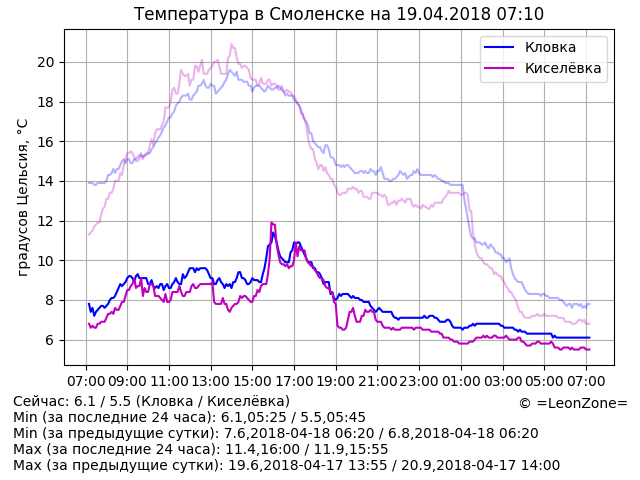 Температура в Смоленске на 19.04.2018 07:10
Кловка
Киселёвка
градусов Цельсия, °C
20
18
16
14
12
10
8
6
07:00 09:00 11:00 13:00 15:00 17:00 19:00 21:00 23:00 01:00 03:00 05:00 07:00
Сейчас: 6.1 / 5.5 (Кловка / Киселёвка)
© =LeonZone=
Min (за последние 24 часа): 6.1,05:25 / 5.5,05:45
Min (за предыдущие сутки): 7.6,2018-04-18 06:20 / 6.8,2018-04-18 06:20
Max (за последние 24 часа): 11.4,16:00 / 11.9,15:55
Max (за предыдущие сутки): 19.6,2018-04-17 13:55 / 20.9,2018-04-17 14:00